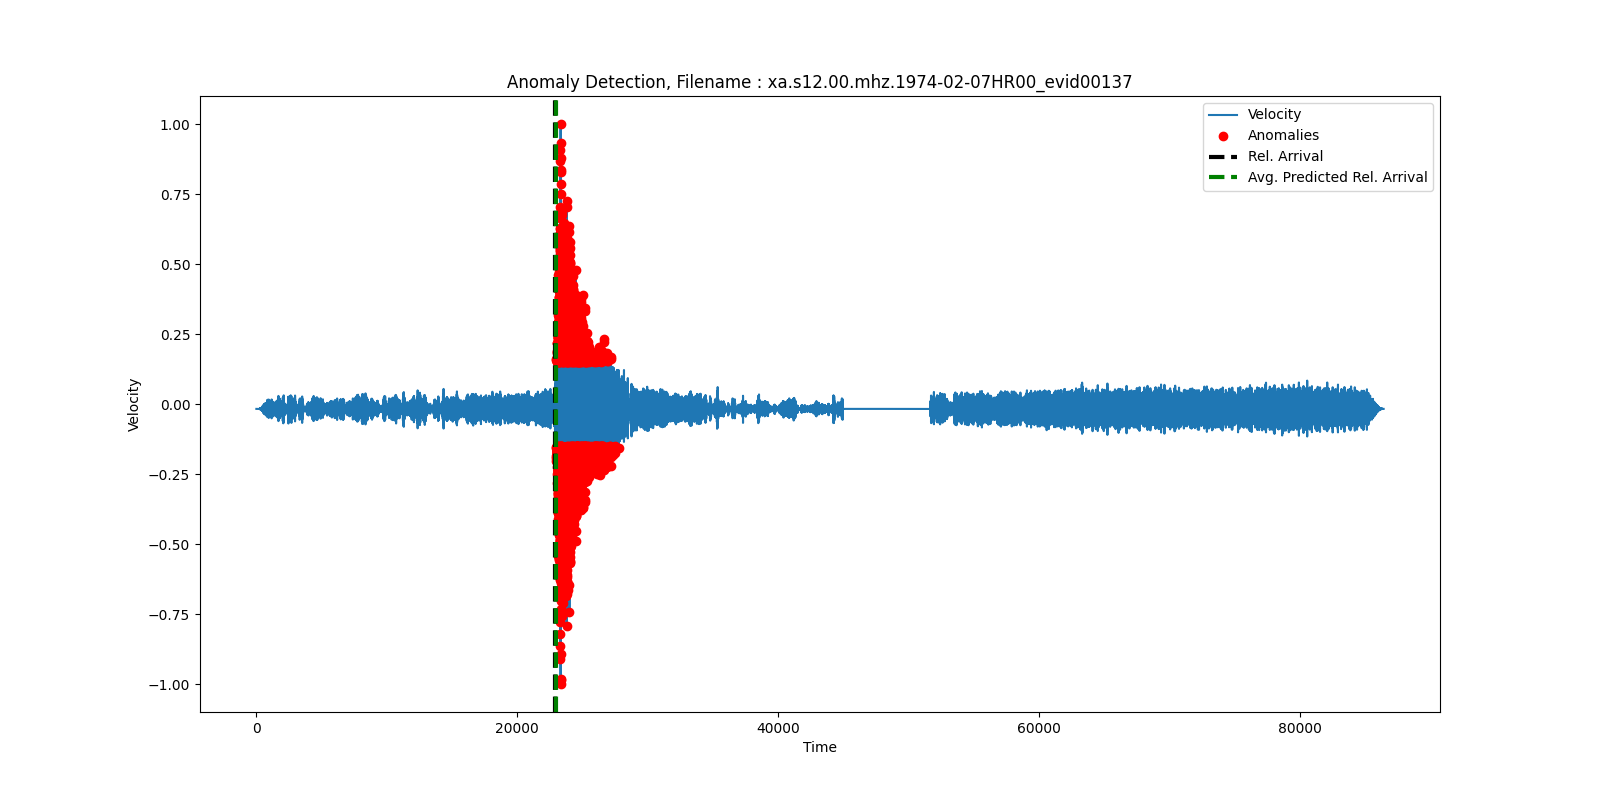 Anomaly Detection, Filename : xa.s12.00.mhz.1974-02-07HR00_evid00137
Velocity
Anomalies
Rel. Arrival
Avg. Predicted Rel. Arrival
1.00
0.75
0.50
0.25
0.00
−0.25
−0.50
−0.75
−1.00
Velocity
0
20000
40000
60000
80000
Time